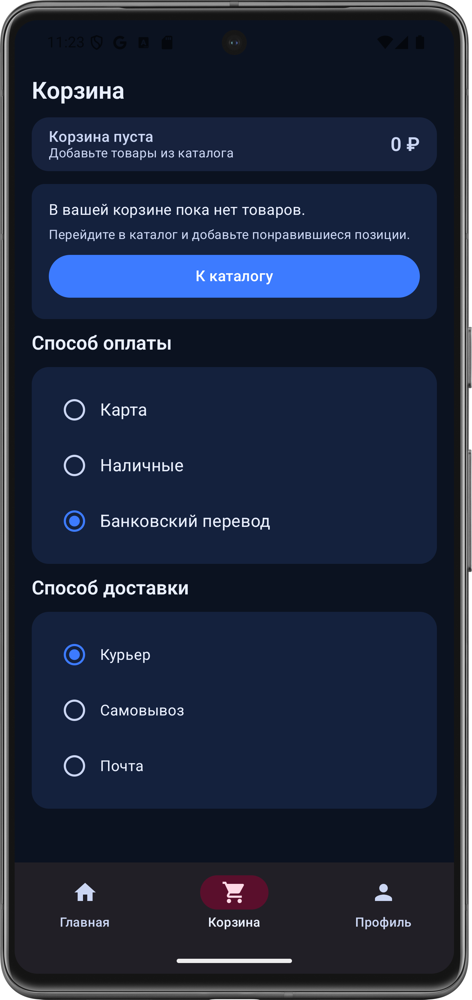 11:23
Корзина
Корзина пуста
Добавьте товары из каталога
0 ₽
В вашей корзине пока нет товаров.
Перейдите в каталог и добавьте понравившиеся позиции.
К каталогу
Способ оплаты
Карта
Наличные
Банковский перевод
Способ доставки
Курьер
Самовывоз
Почта
Главная
Корзина
Профиль